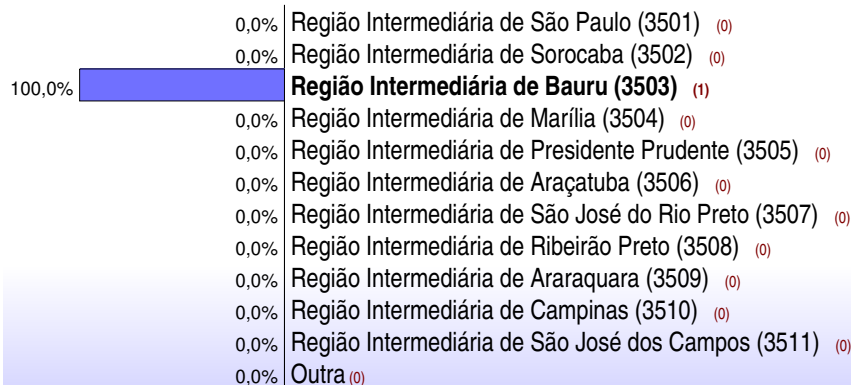 0,0% Região Intermediária de São Paulo (3501) (0)
0,0% Região Intermediária de Sorocaba (3502) (0)
100,0% Região Intermediária de Bauru (3503) (1)
0,0% Região Intermediária de Marília (3504) (0)
0,0% Região Intermediária de Presidente Prudente (3505) (0)
0,0% Região Intermediária de Araçatuba (3506) (0)
0,0% Região Intermediária de São José do Rio Preto (3507) (0)
0,0% Região Intermediária de Ribeirão Preto (3508) (0)
0,0% Região Intermediária de Araraquara (3509) (0)
0,0% Região Intermediária de Campinas (3510) (0)
0,0% Região Intermediária de São José dos Campos (3511) (0)
0,0% Outra (0)